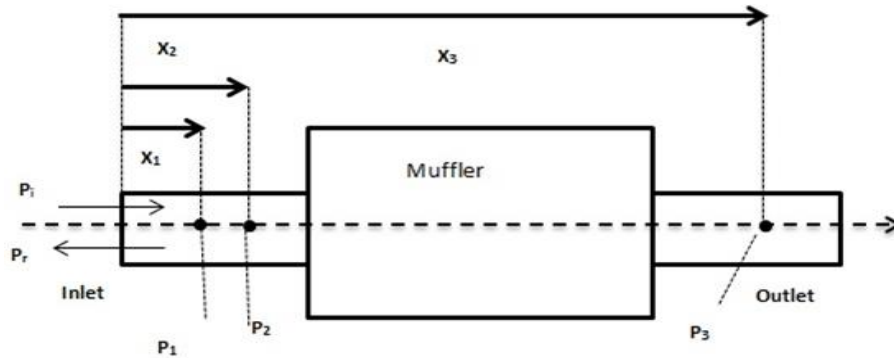 X₂
X₃
X₁
Muffler
Pᵢ
Pᵣ
Inlet
Outlet
P₂
P₃
P₁